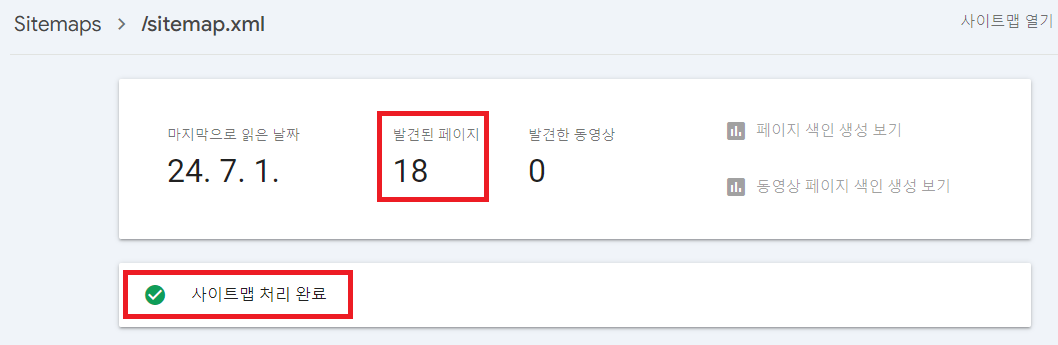 Sitemaps > /sitemap.xml
사이트맵 열기
마지막으로 읽은 날짜
24. 7. 1.
발견된 페이지
18
발견한 동영상
0
페이지 색인 생성 보기
동영상 페이지 색인 생성 보기
사이트맵 처리 완료